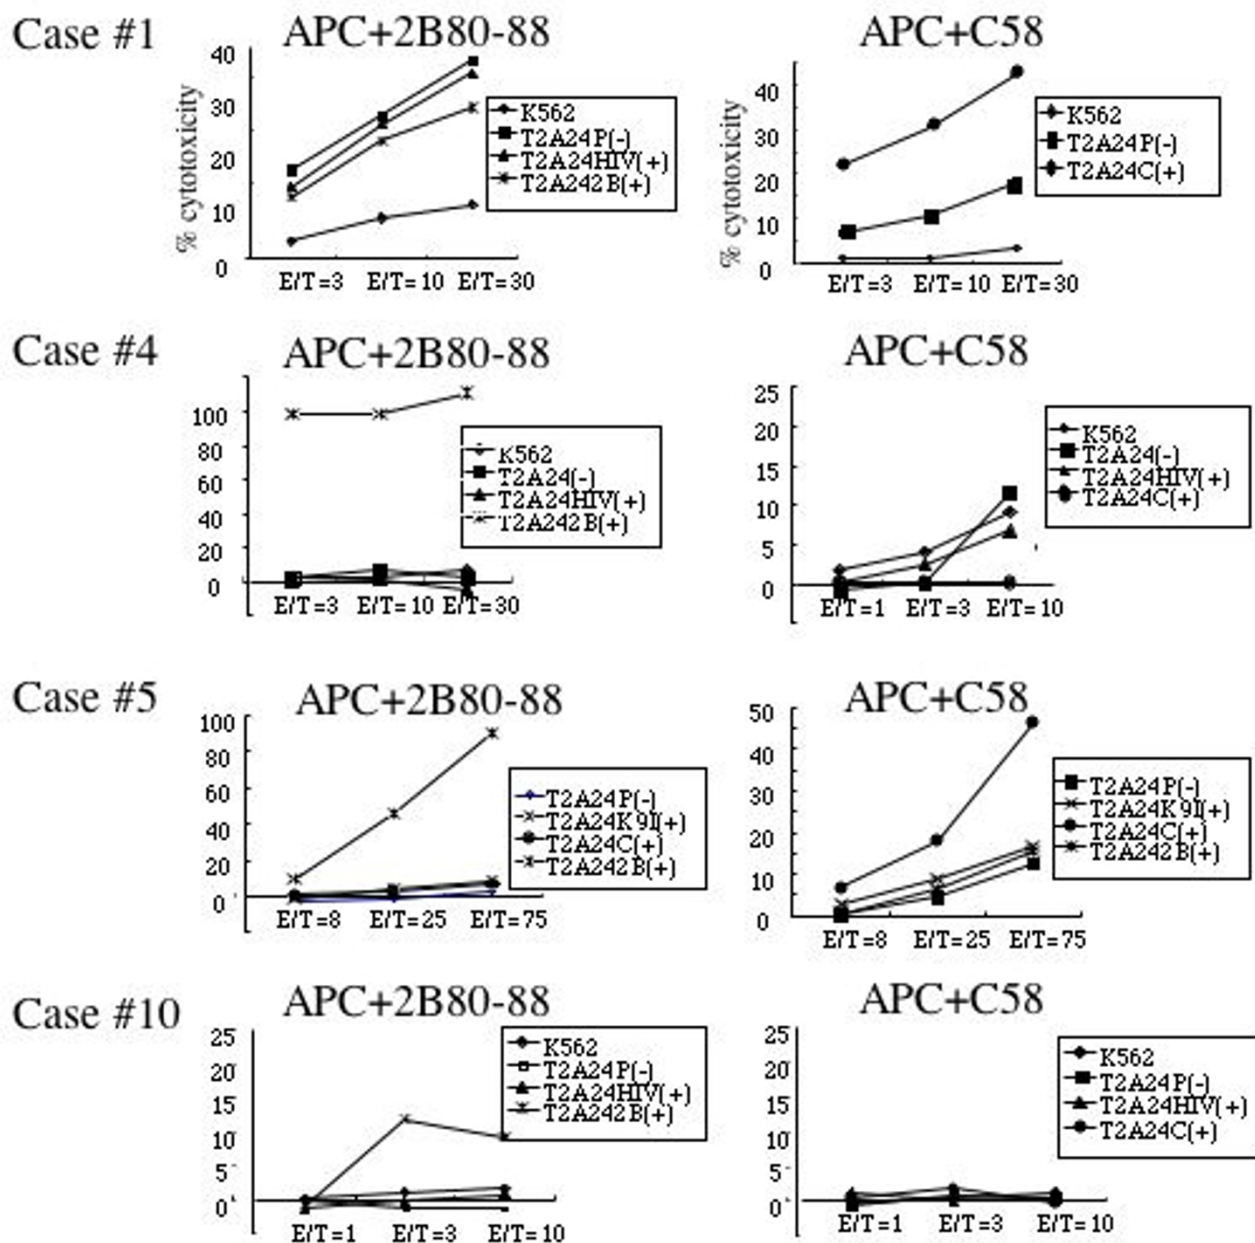 Case #1
APC+2B80-88
% cytotoxicity
40
30
20
10
0
E/T=3 E/T=10 E/T=30
K562
T2A24P(-)
T2A24HIV(+)
T2A242B(+)
APC+C58
% cytotoxicity
40
30
20
10
0
E/T=3 E/T=10 E/T=30
K562
T2A24P(-)
T2A24C(+)
Case #4
APC+2B80-88
100
80
60
40
20
0
E/T=3 E/T=10 E/T=30
K562
T2A24(-)
T2A24HIV(+)
T2A242B(+)
APC+C58
25
20
15
10
5
0
E/T=1 E/T=3 E/T=10
K562
T2A24(-)
T2A24HIV(+)
T2A24C(+)
Case #5
APC+2B80-88
100
80
60
40
20
0
E/T=8 E/T=25 E/T=75
T2A24P(-)
T2A24K9I(+)
T2A24C(+)
T2A242B(+)
APC+C58
50
40
30
20
10
0
E/T=8 E/T=25 E/T=75
T2A24P(-)
T2A24K9I(+)
T2A24C(+)
T2A242B(+)
Case #10
APC+2B80-88
25
20
15
10
5
0
E/T=1 E/T=3 E/T=10
K562
T2A24P(-)
T2A24HIV(+)
T2A242B(+)
APC+C58
25
20
15
10
5
0
E/T=1 E/T=3 E/T=10
K562
T2A24P(-)
T2A24HIV(+)
T2A24C(+)